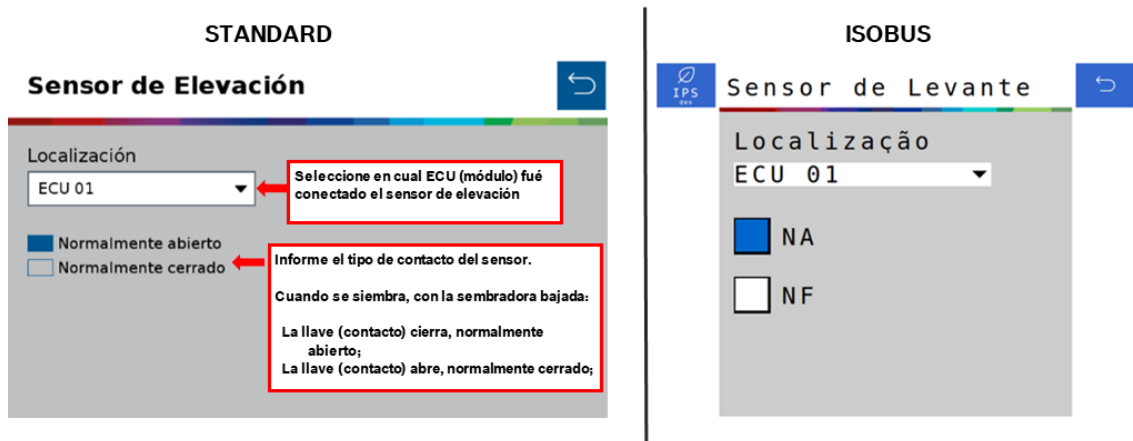 STANDARD
Sensor de Elevación
Localización
ECU 01
Seleccione en cual ECU (módulo) fué
conectado el sensor de elevación
Normalmente abierto
Normalmente cerrado
Informe el tipo de contacto del sensor.
Cuando se siembra, con la sembradora bajada:
La llave (contacto) cierra, normalmente
abierto;
La llave (contacto) abre, normalmente cerrado;
ISOBUS
IPS
dev
Sensor de Levante
Localização
ECU 01
NA
NF